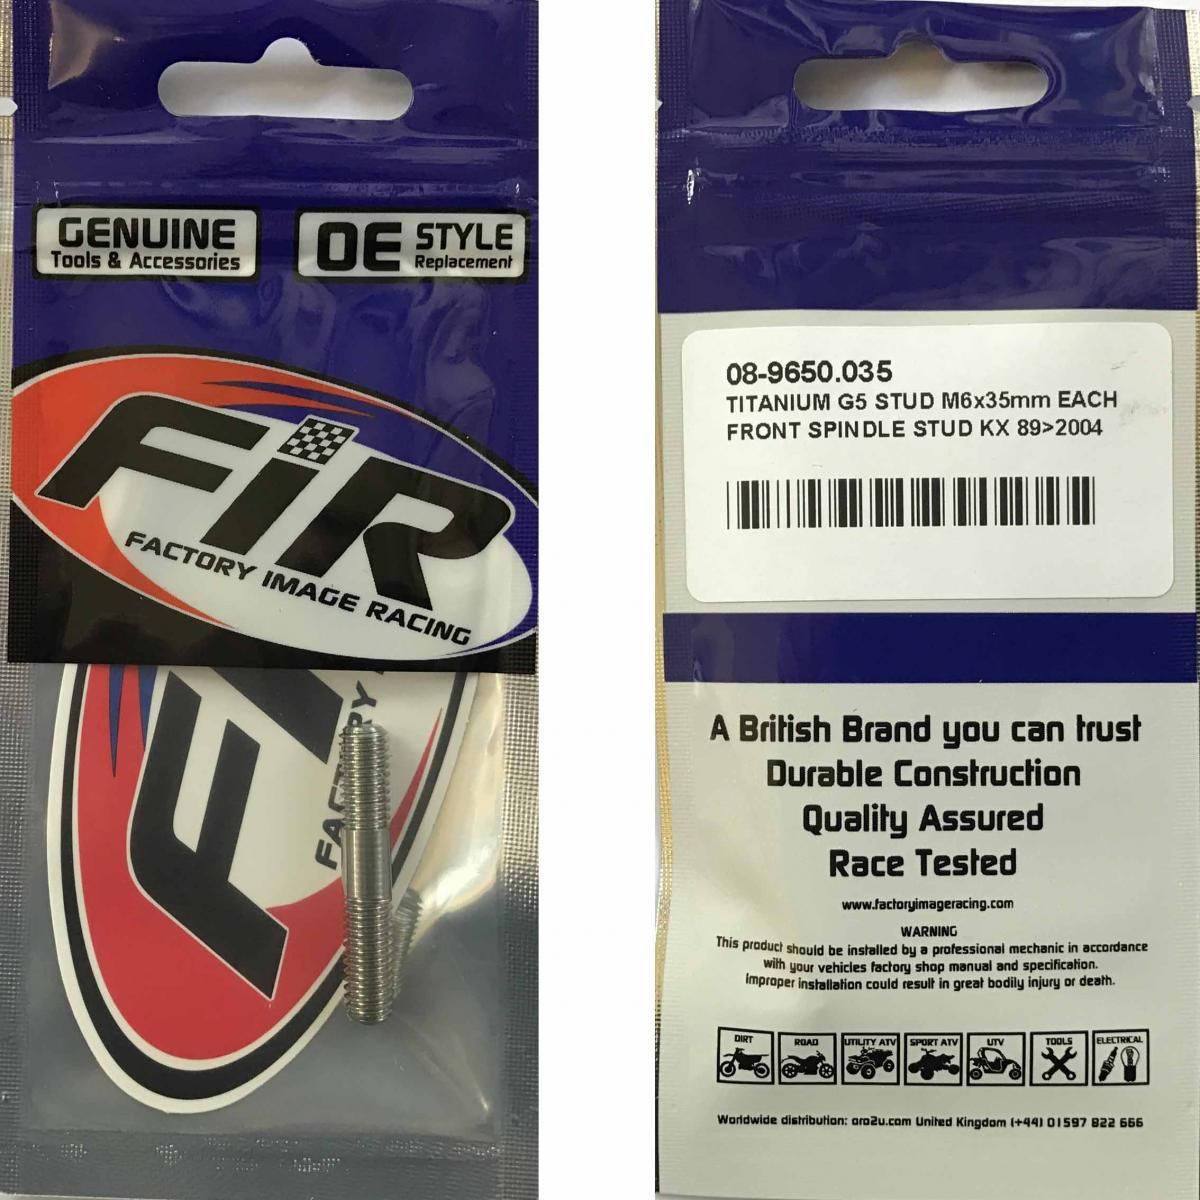 GENUINE
Tools & Accessories
OE STYLE
Replacement
FiR
FACTORY IMAGE RACING
FACTORY
08-9650.035
TITANIUM G5 STUD M6x35mm EACH
FRONT SPINDLE STUD KX 89>2004
A British Brand you can trust
Durable Construction
Quality Assured
Race Tested
www.factoryimageracing.com
WARNING
This product should be installed by a professional mechanic in accordance
with your vehicles factory shop manual and specification.
Improper installation could result in great bodily injury or death.
DIRT ROAD UTILITY ATV SPORT ATV UTV TOOLS ELECTRICAL
Worldwide distribution: oro2u.com United Kingdom (+44) 01597 822 666